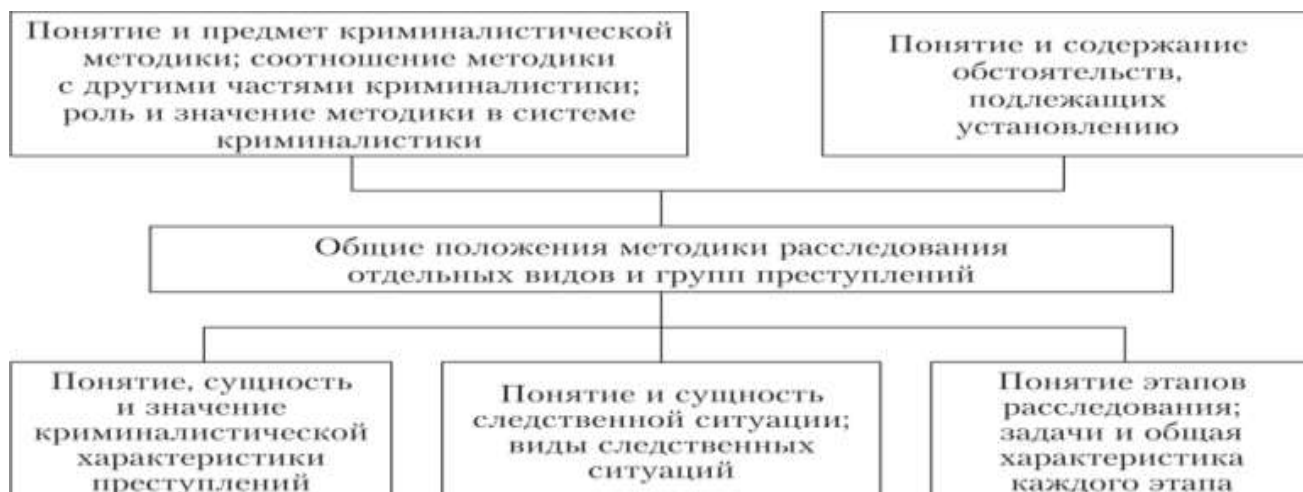 Понятие и предмет криминалистической
методики; соотношение методики
с другими частями криминалистики;
роль и значение методики в системе
криминалистики
Понятие и содержание
обстоятельств,
подлежащих
установлению
Общие положения методики расследования
отдельных видов и групп преступлений
Понятие, сущность
и значение
криминалистической
характеристики
преступлений
Понятие и сущность
следственной ситуации;
виды следственных
ситуаций
Понятие этапов
расследования;
задачи и общая
характеристика
каждого этапа